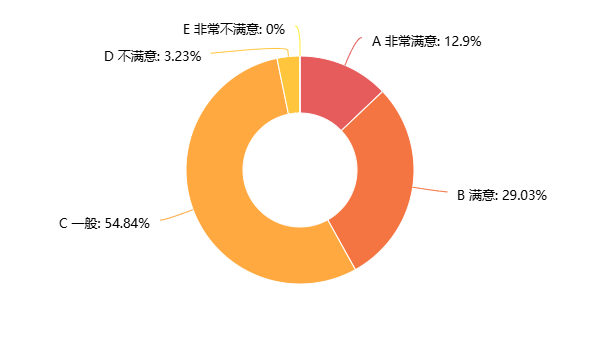 E 非常不满意: 0%
A 非常满意: 12.9%
D 不满意: 3.23%
B 满意: 29.03%
C 一般: 54.84%